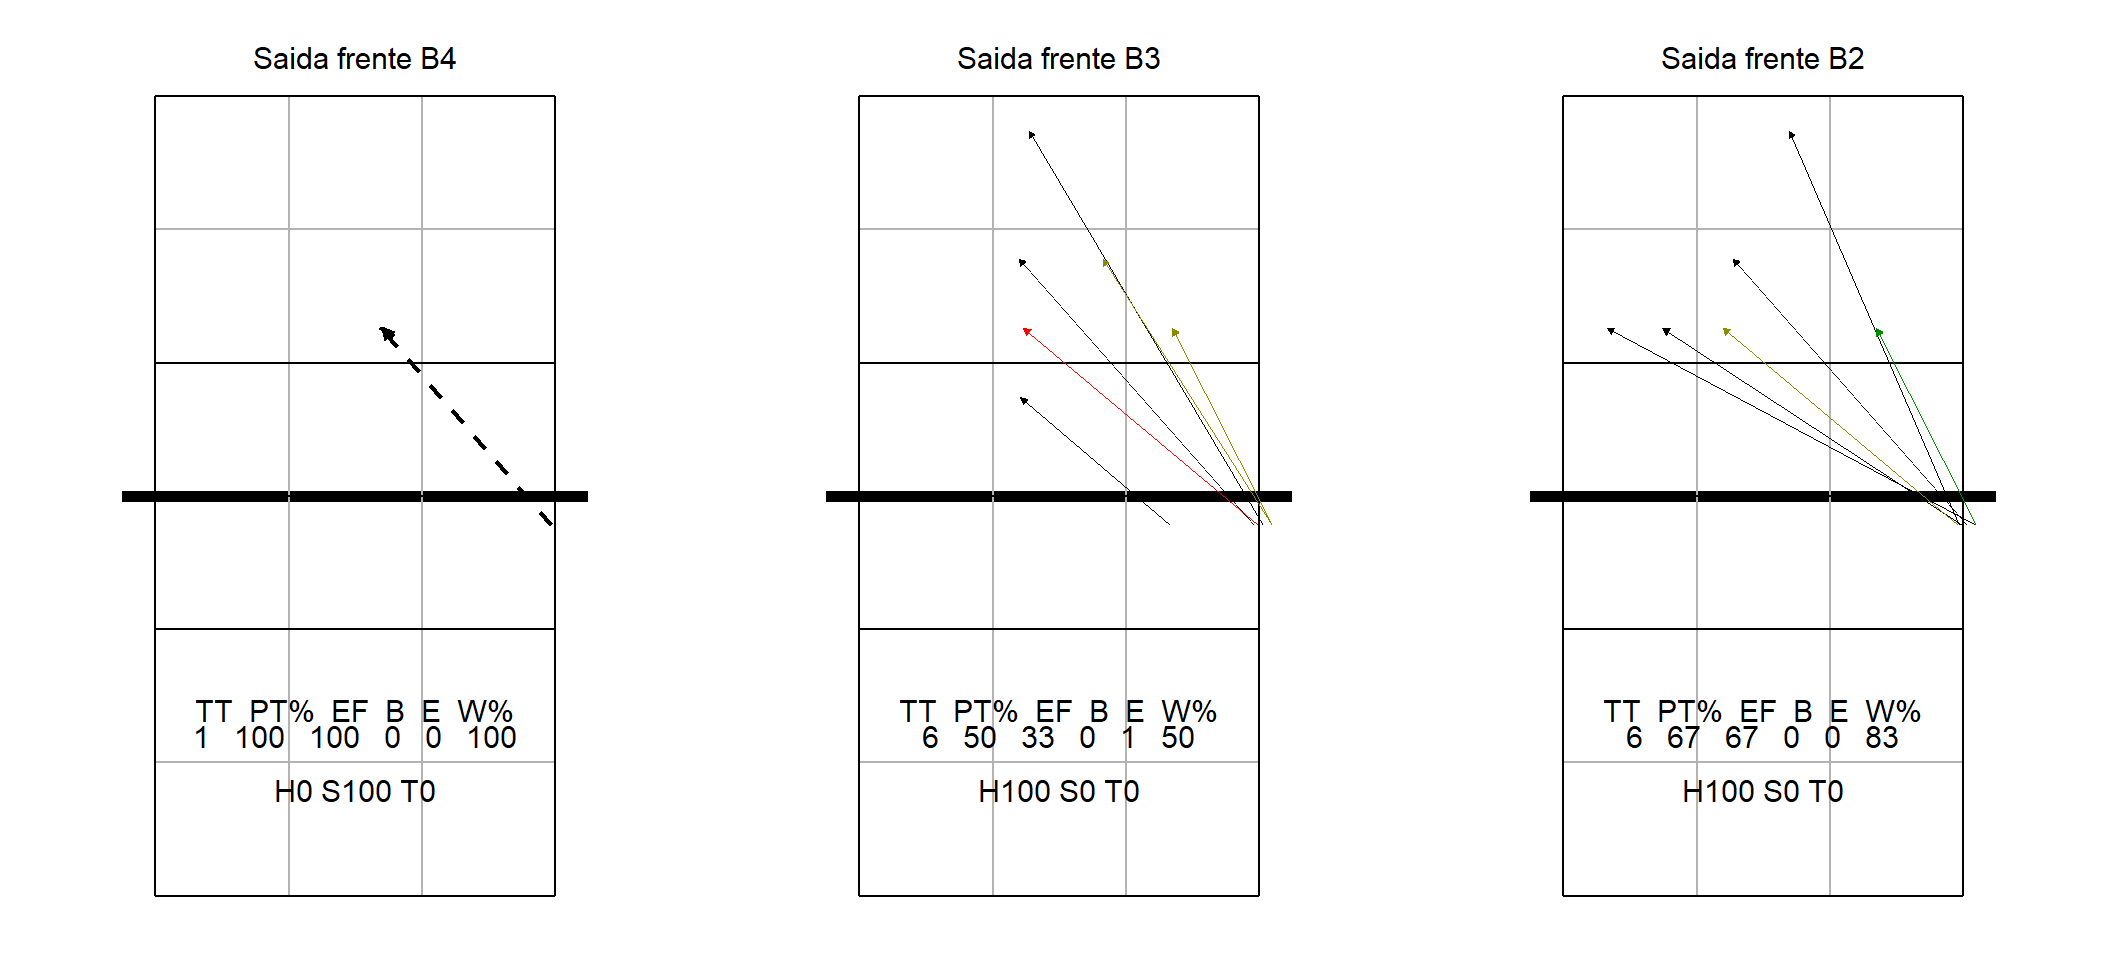 Saida frente B4
TT PT% EF B E W%
1 100 100 0 0 100
H0 S100 T0
Saida frente B3
TT PT% EF B E W%
6 50 33 0 1 50
H100 S0 T0
Saida frente B2
TT PT% EF B E W%
6 67 67 0 0 83
H100 S0 T0